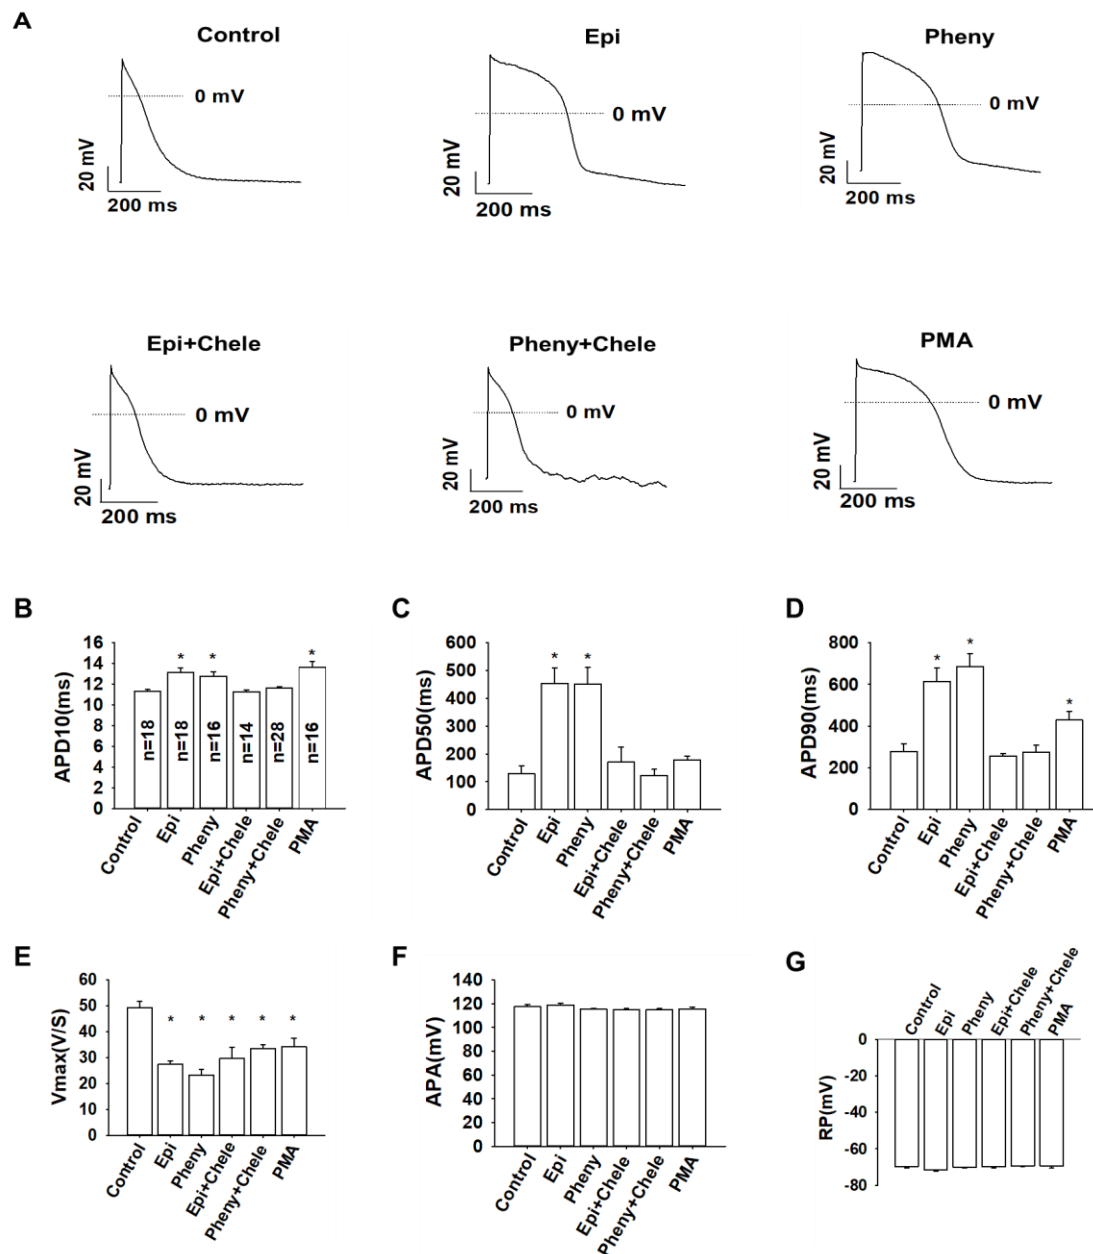 A
Control
0 mV
20 mV
200 ms
Epi
0 mV
20 mV
200 ms
Pheny
0 mV
20 mV
200 ms
Epi+Chele
0 mV
20 mV
200 ms
Pheny+Chele
0 mV
20 mV
200 ms
PMA
0 mV
20 mV
200 ms
B
APD10(ms)
16
14
12
10
8
6
4
2
0
* * *
n=18
n=18
n=16
n=14
n=28
n=16
Control
Epi
Pheny
Epi+Chele
Pheny+Chele
PMA
C
APD50(ms)
600
500
400
300
200
100
0
* *
Control
Epi
Pheny
Epi+Chele
Pheny+Chele
PMA
D
APD90(ms)
800
600
400
200
0
* * *
Control
Epi
Pheny
Epi+Chele
Pheny+Chele
PMA
E
Vmax(V/S)
60
50
40
30
20
10
0
* * * * *
Control
Epi
Pheny
Epi+Chele
Pheny+Chele
PMA
F
APA(mV)
140
120
100
80
60
40
20
0
Control
Epi
Pheny
Epi+Chele
Pheny+Chele
PMA
G
Control
Epi
Pheny
Epi+Chele
Pheny+Chele
PMA
RP(mV)
0
-20
-40
-60
-80